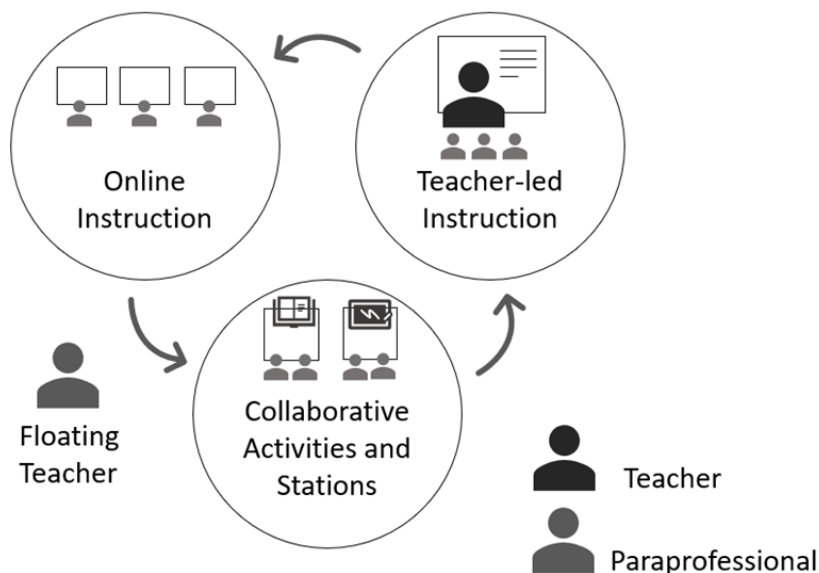 Online
Instruction
Teacher-led
Instruction
Collaborative
Activities and
Stations
Floating
Teacher
Teacher
Paraprofessional